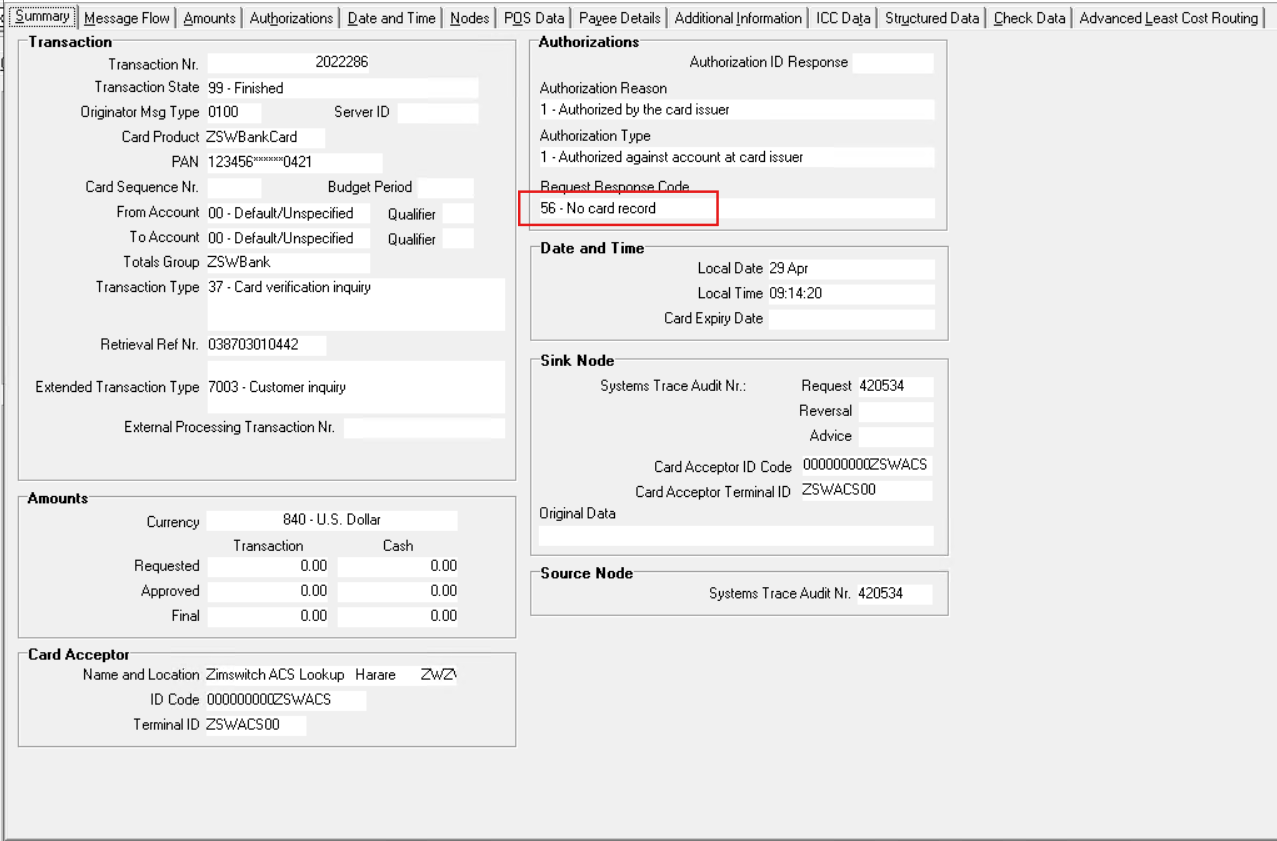 Summary Message Flow Amounts Authorizations Date and Time Nodes POS Data Payee Details Additional Information ICC Data Structured Data Check Data Advanced Least Cost Routing
Transaction
Transaction Nr. 2022286
Transaction State 99 - Finished
Originator Msg Type 0100 Server ID
Card Product ZSWBankCard
PAN 123456******0421
Card Sequence Nr. Budget Period
From Account 00 - Default/Unspecified Qualifier
To Account 00 - Default/Unspecified Qualifier
Totals Group ZSWBank
Transaction Type 37 - Card verification inquiry
Retrieval Ref Nr. 038703010442
Extended Transaction Type 7003 - Customer inquiry
External Processing Transaction Nr.
Amounts
Currency 840 - U.S. Dollar
Transaction Cash
Requested 0.00 0.00
Approved 0.00 0.00
Final 0.00 0.00
Card Acceptor
Name and Location Zimswitch ACS Lookup Harare ZWZV
ID Code 000000000ZSWACS
Terminal ID ZSWACS00
Authorizations
Authorization ID Response
Authorization Reason
1 - Authorized by the card issuer
Authorization Type
1 - Authorized against account at card issuer
Request Response Code
56 - No card record
Date and Time
Local Date 29 Apr
Local Time 09:14:20
Card Expiry Date
Sink Node
Systems Trace Audit Nr.: Request 420534
Reversal
Advice
Card Acceptor ID Code 000000000ZSWACS
Card Acceptor Terminal ID ZSWACS00
Original Data
Source Node
Systems Trace Audit Nr. 420534